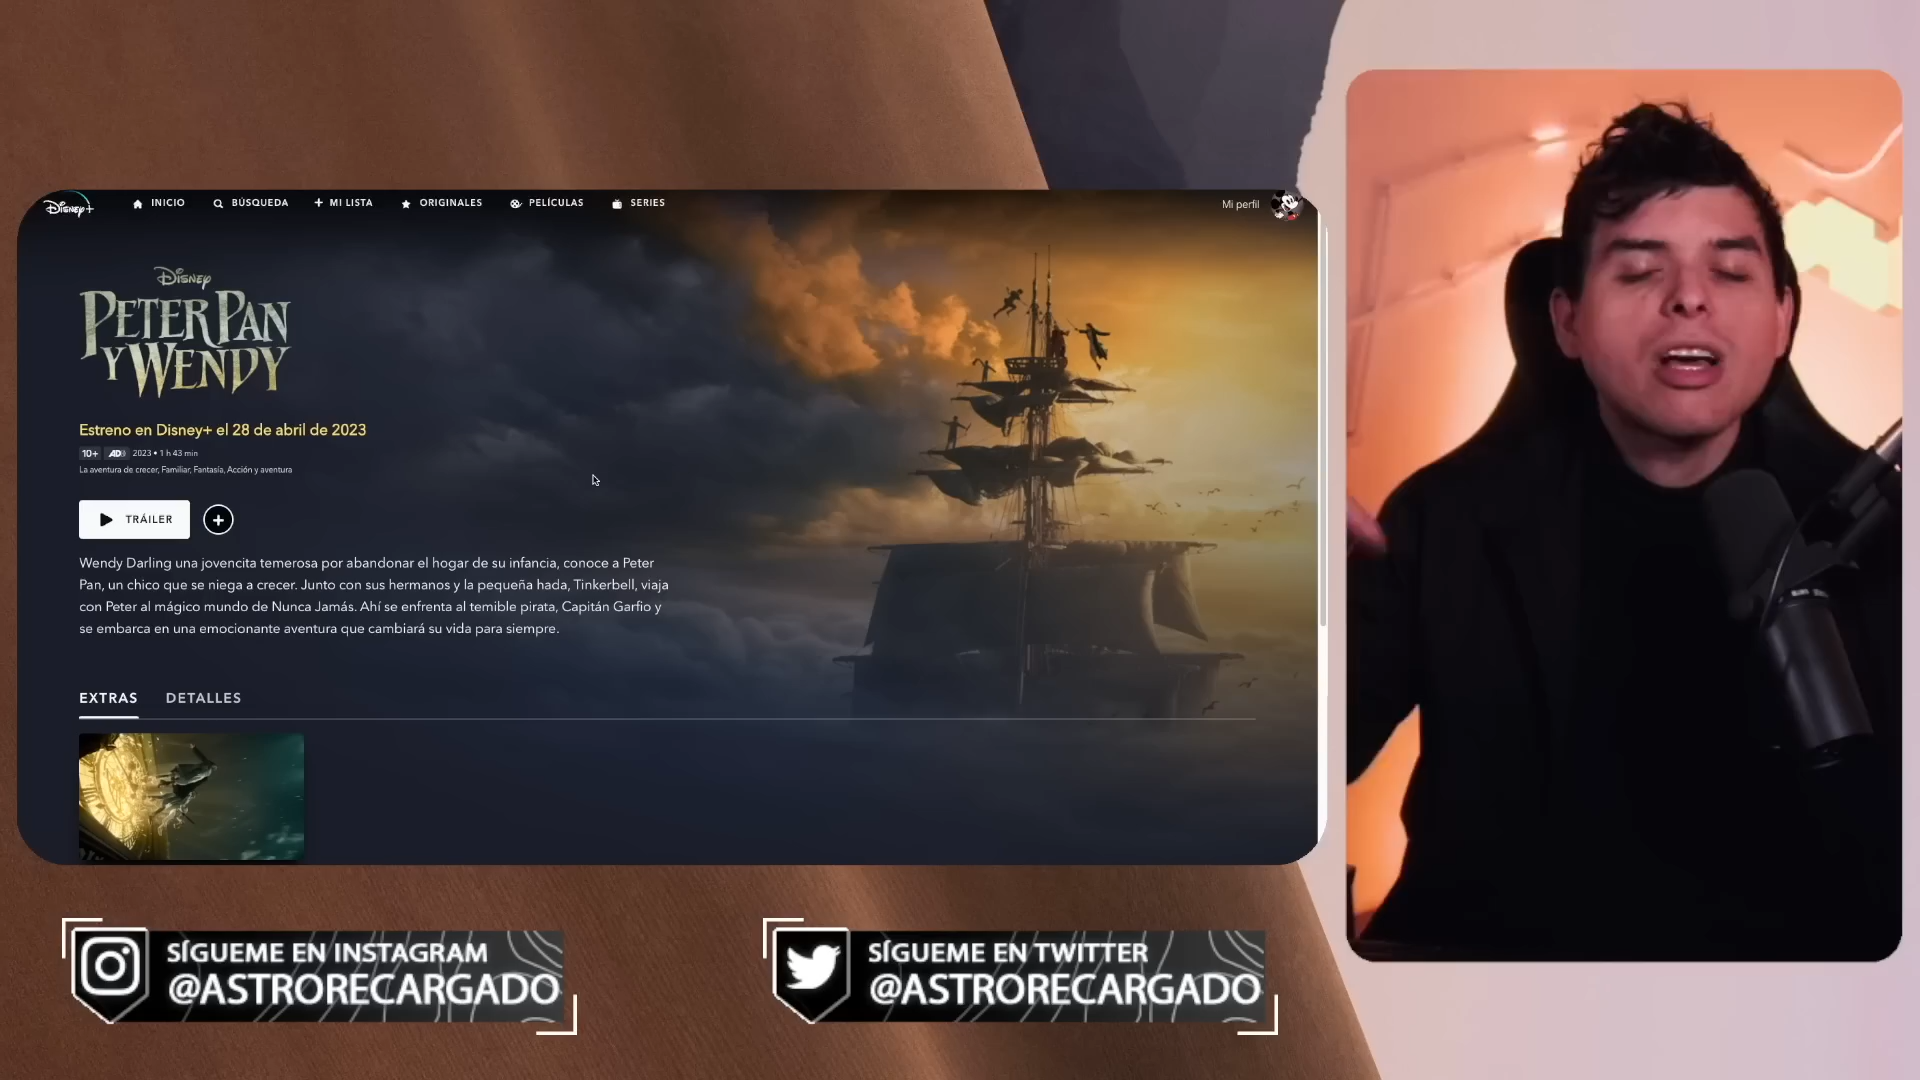 Disney+
INICIO
BÚSQUEDA
MI LISTA
ORIGINALES
PELÍCULAS
SERIES
Mi perfil
Disney
PETER PAN
Y WENDY
Estreno en Disney+ el 28 de abril de 2023
10+ AD 2023 • 1 h 43 min
La aventura de crecer, Familiar, Fantasía, Acción y aventura
TRÁILER
Wendy Darling una jovencita temerosa por abandonar el hogar de su infancia, conoce a Peter
Pan, un chico que se niega a crecer. Junto con sus hermanos y la pequeña hada, Tinkerbell, viaja
con Peter al mágico mundo de Nunca Jamás. Ahí se enfrenta al temible pirata, Capitán Garfio y
se embarca en una emocionante aventura que cambiará su vida para siempre.
EXTRAS
DETALLES
SÍGUEME EN INSTAGRAM
@ASTRORECARGADO
SÍGUEME EN TWITTER
@ASTRORECARGADO